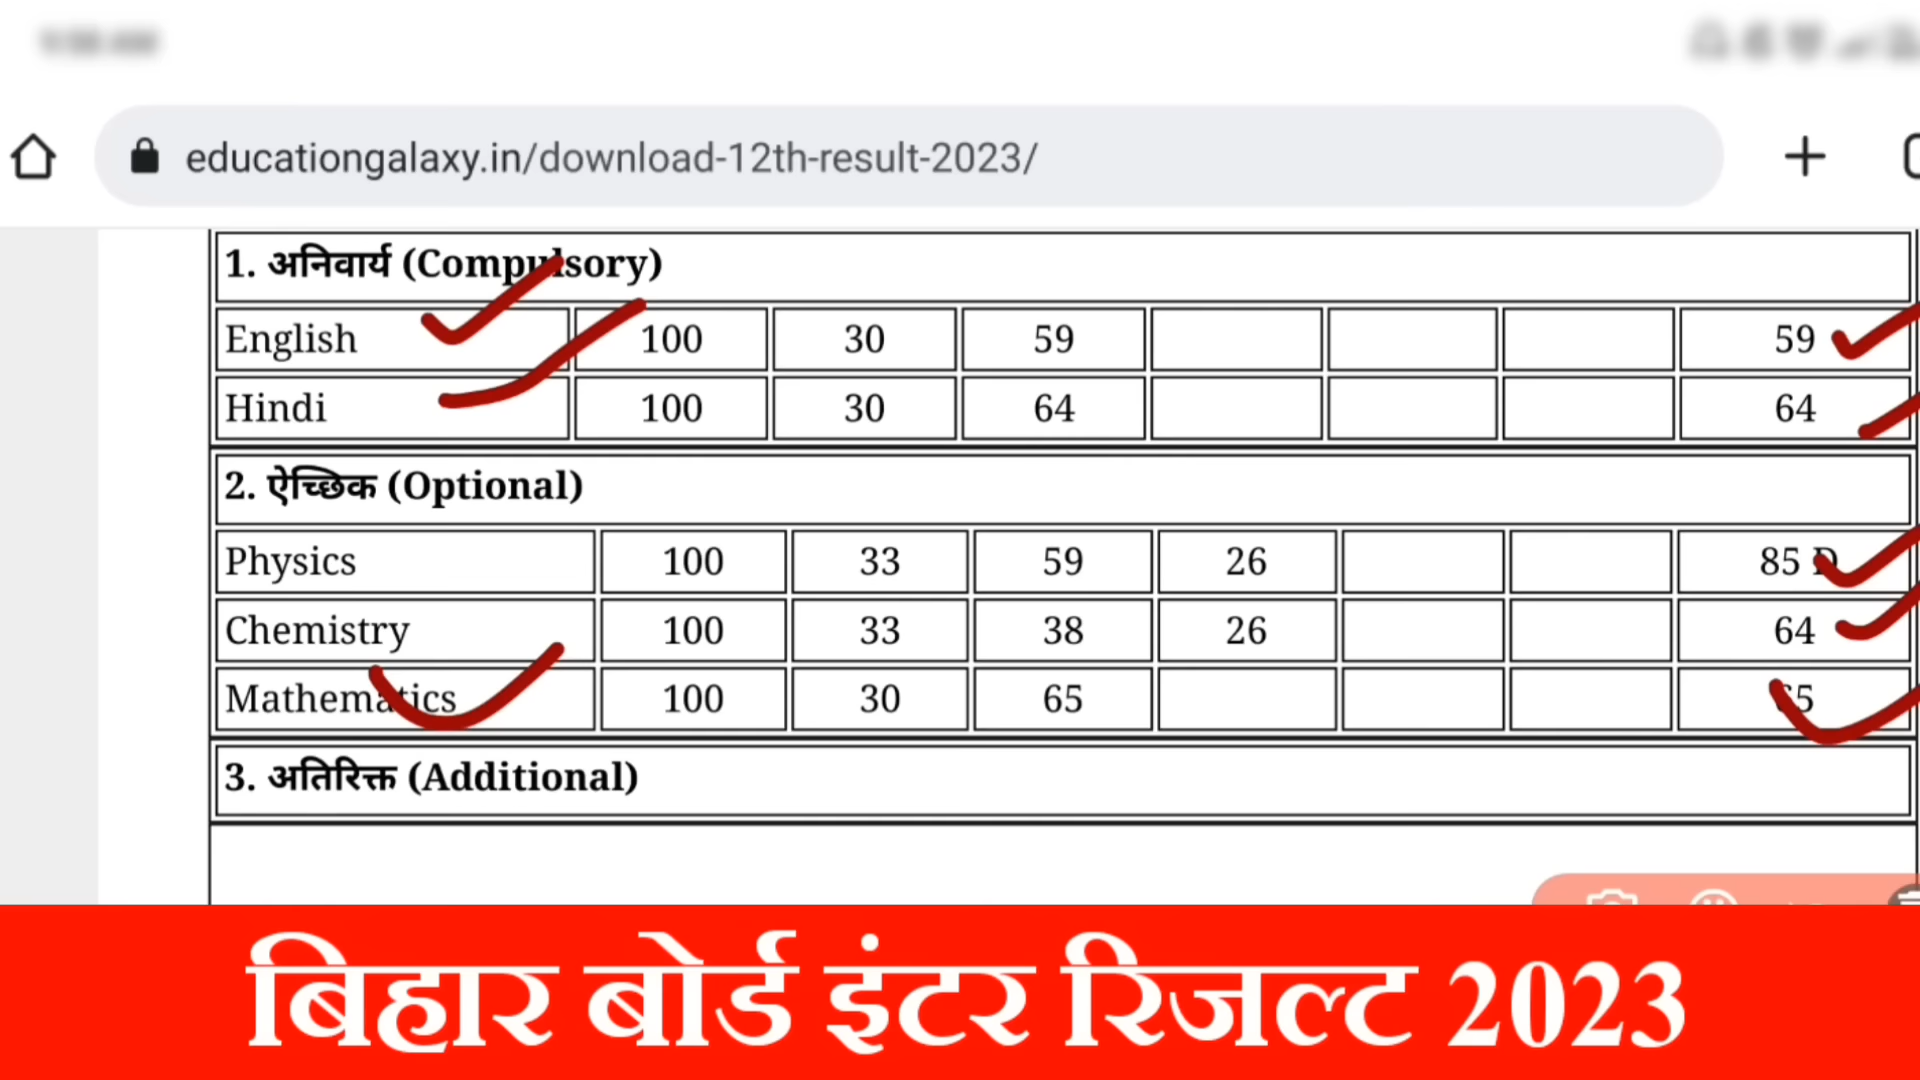 educationgalaxy.in/download-12th-result-2023/
1. अनिवार्य (Compulsory)
English 100 30 59 59
Hindi 100 30 64 64
2. ऐच्छिक (Optional)
Physics 100 33 59 26 85 D
Chemistry 100 33 38 26 64
Mathematics 100 30 65 65
3. अतिरिक्त (Additional)
बिहार बोर्ड इंटर रिजल्ट 2023